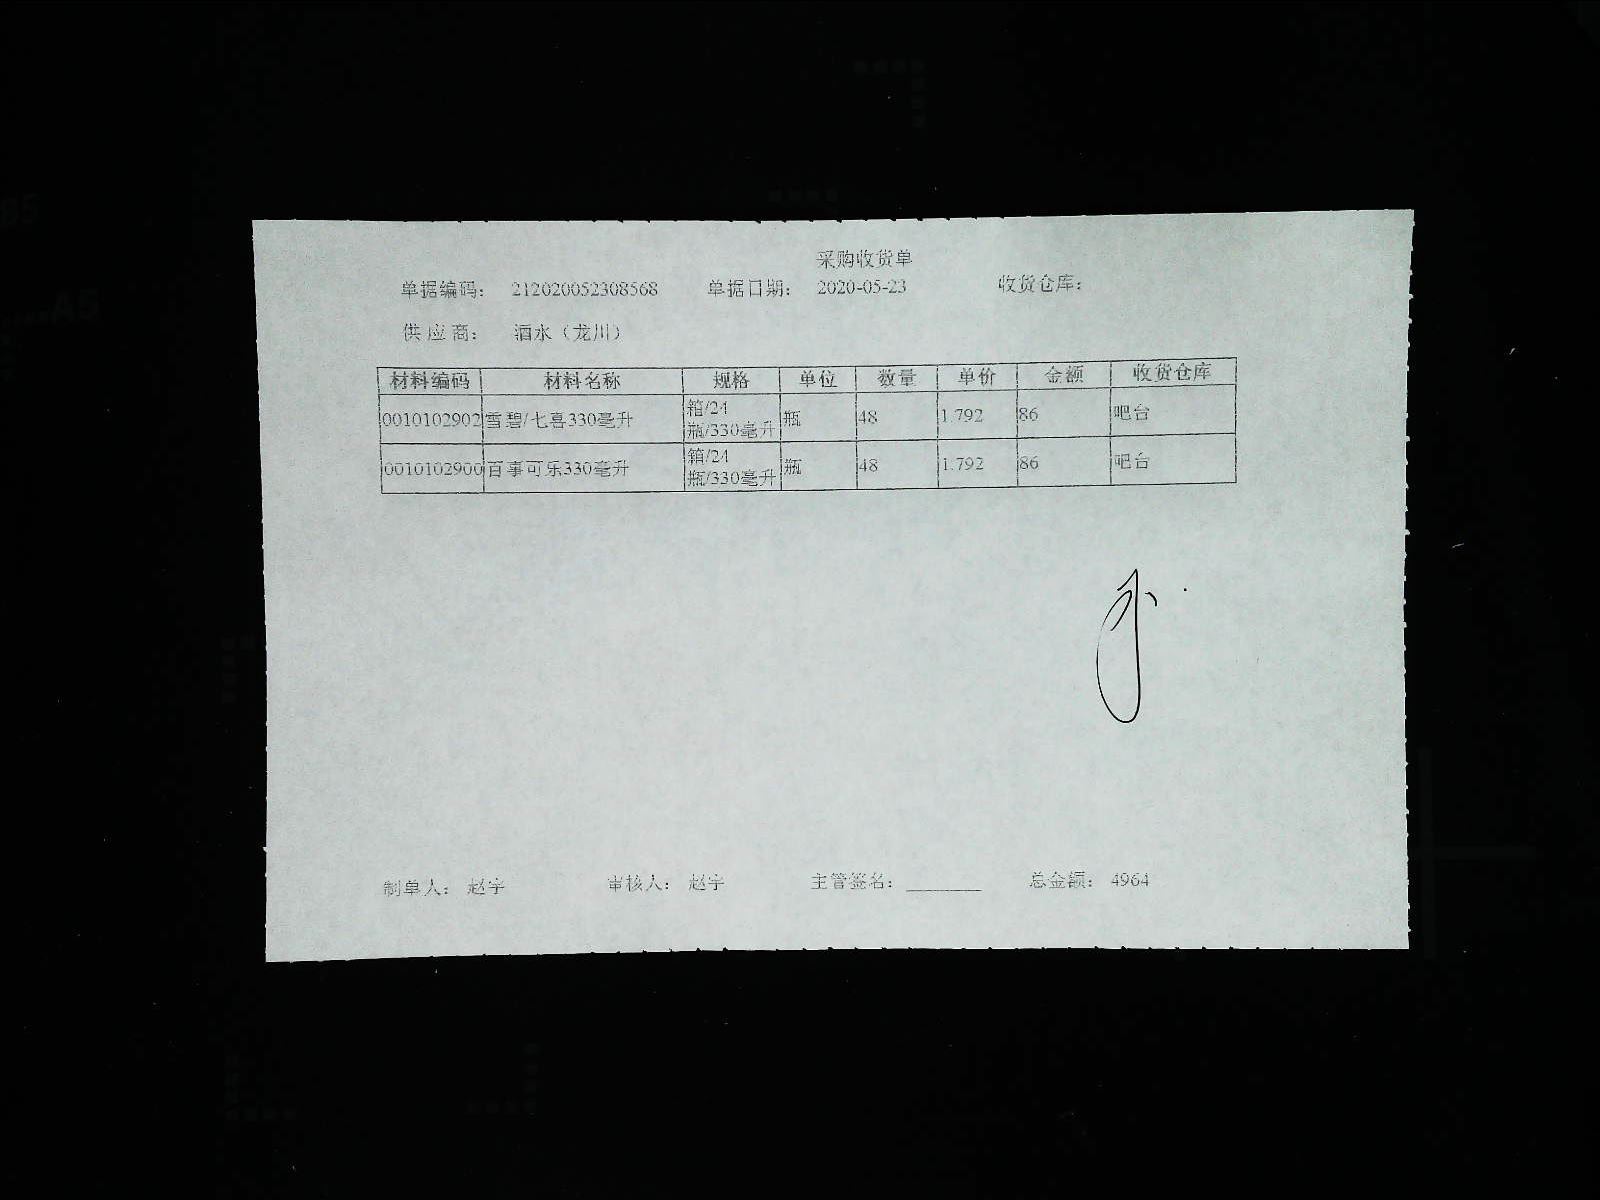 采购收货单
单据编码： 212020052308568 单据日期： 2020-05-23 收货仓库：
供应商： 酒水（龙川）
材料编码 材料名称 规格 单位 数量 单价 金额 收货仓库
0010102902 雪碧/七喜330毫升 箱/24瓶/330毫升 瓶 48 1.792 86 吧台
0010102900 百事可乐330毫升 箱/24瓶/330毫升 瓶 48 1.792 86 吧台
制单人： 赵宇 审核人： 赵宇 主管签名： ________ 总金额： 4964